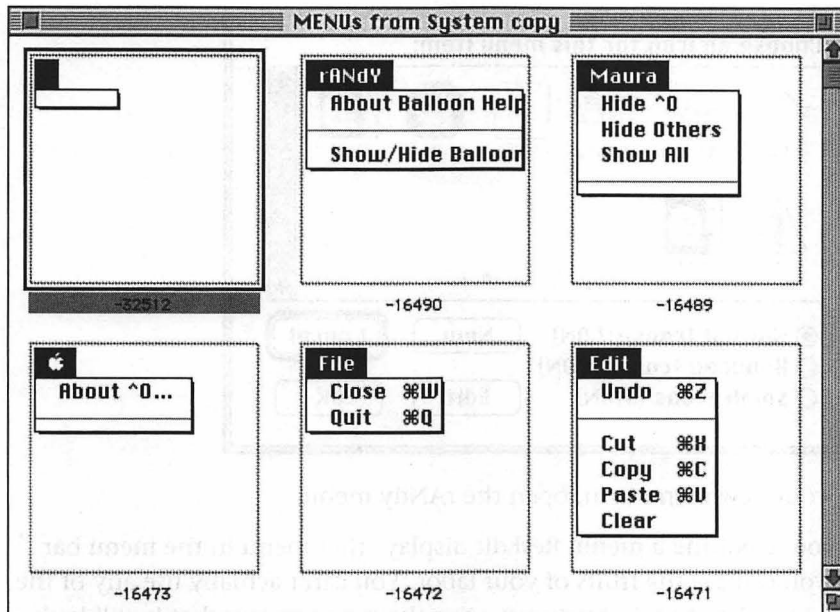 MENUs from System copy
rANdY
About Balloon Help
Show/Hide Balloon
Maura
Hide ^0
Hide Others
Show All
-32512
-16490
-16489
About ^0...
File
Close ⌘W
Quit ⌘Q
Edit
Undo ⌘Z
Cut ⌘X
Copy ⌘C
Paste ⌘V
Clear
-16473
-16472
-16471